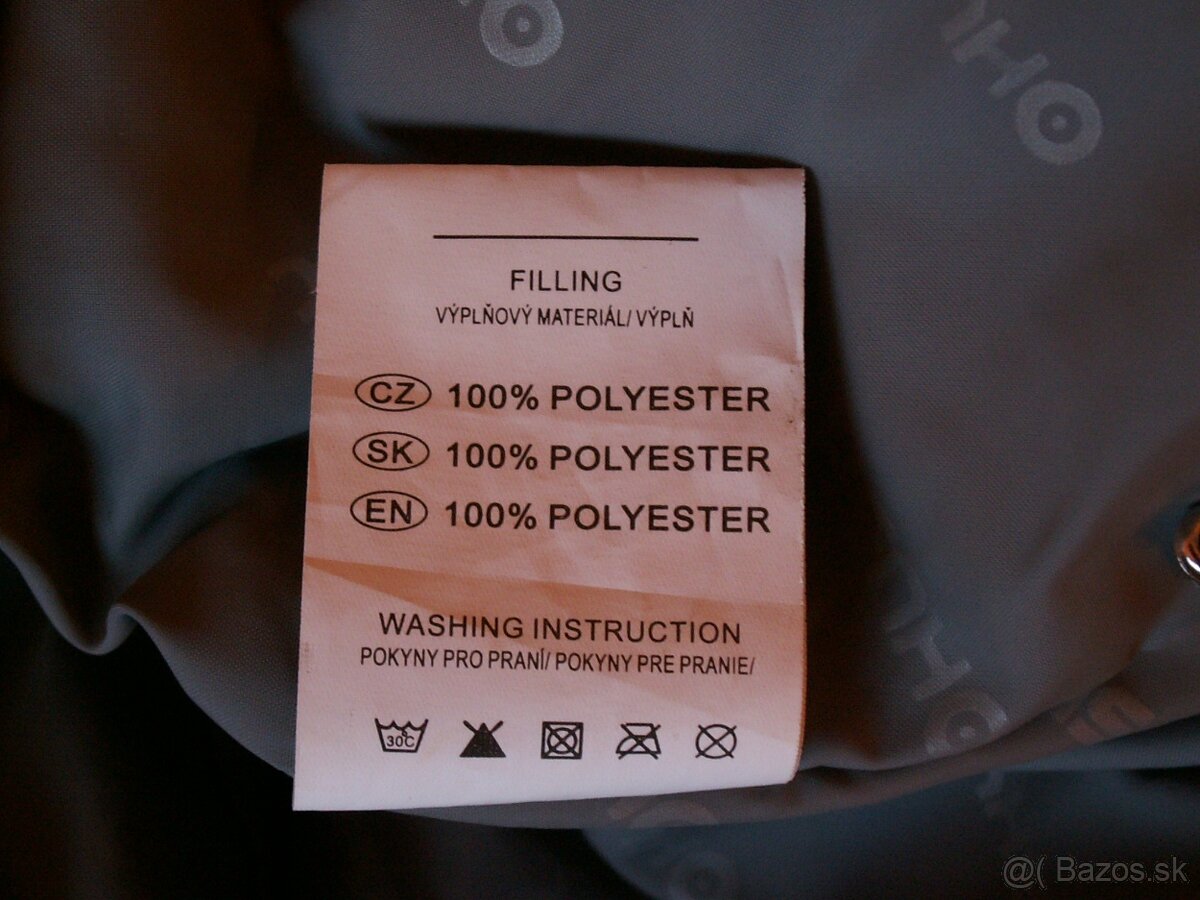 FILLING
VÝPLŇOVÝ MATERIÁL/ VÝPLŇ
CZ 100% POLYESTER
SK 100% POLYESTER
EN 100% POLYESTER
WASHING INSTRUCTION
POKYNY PRO PRANÍ/ POKYNY PRE PRANIE/
30C
@( Bazos.sk